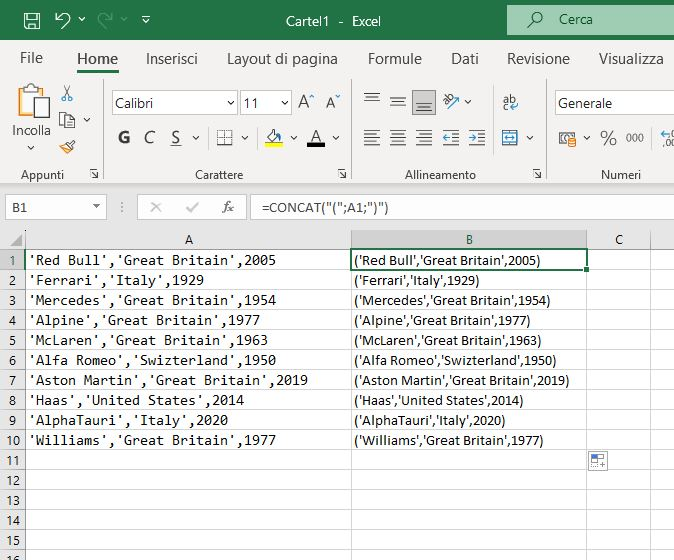 Cartel1 - Excel
Cerca
File Home Inserisci Layout di pagina Formule Dati Revisione Visualizza
Incolla
Calibri 11 A A
G C S A
ab
c
Generale
% 000
,00
Appunti Carattere Allineamento Numeri
B1 fx =CONCAT("(";A1;")")
A B C
1 'Red Bull','Great Britain',2005 ('Red Bull','Great Britain',2005)
2 'Ferrari','Italy',1929 ('Ferrari','Italy',1929)
3 'Mercedes','Great Britain',1954 ('Mercedes','Great Britain',1954)
4 'Alpine','Great Britain',1977 ('Alpine','Great Britain',1977)
5 'McLaren','Great Britain',1963 ('McLaren','Great Britain',1963)
6 'Alfa Romeo','Swizterland',1950 ('Alfa Romeo','Swizterland',1950)
7 'Aston Martin','Great Britain',2019 ('Aston Martin','Great Britain',2019)
8 'Haas','United States',2014 ('Haas','United States',2014)
9 'AlphaTauri','Italy',2020 ('AlphaTauri','Italy',2020)
10 'Williams','Great Britain',1977 ('Williams','Great Britain',1977)
11
12
13
14
15
16